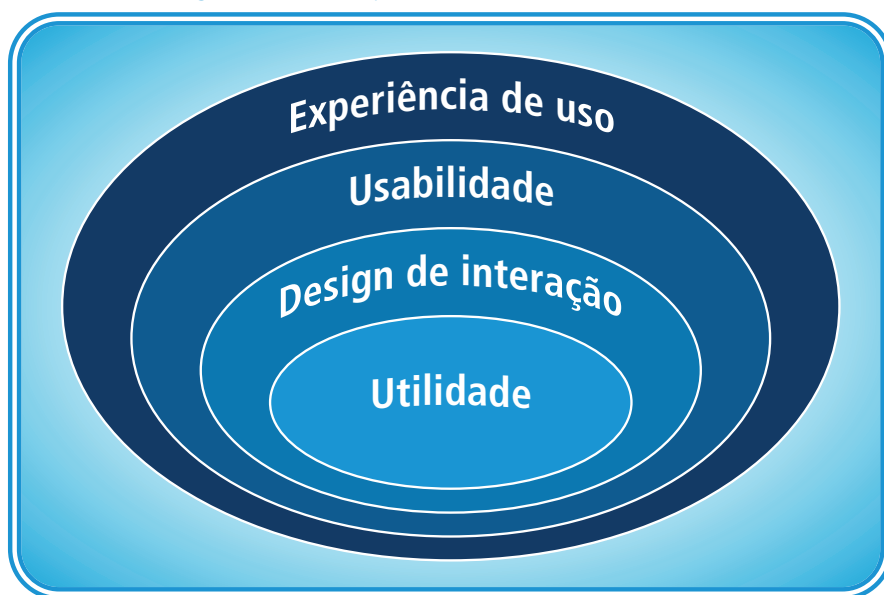 Experiência de uso
Usabilidade
Design de interação
Utilidade